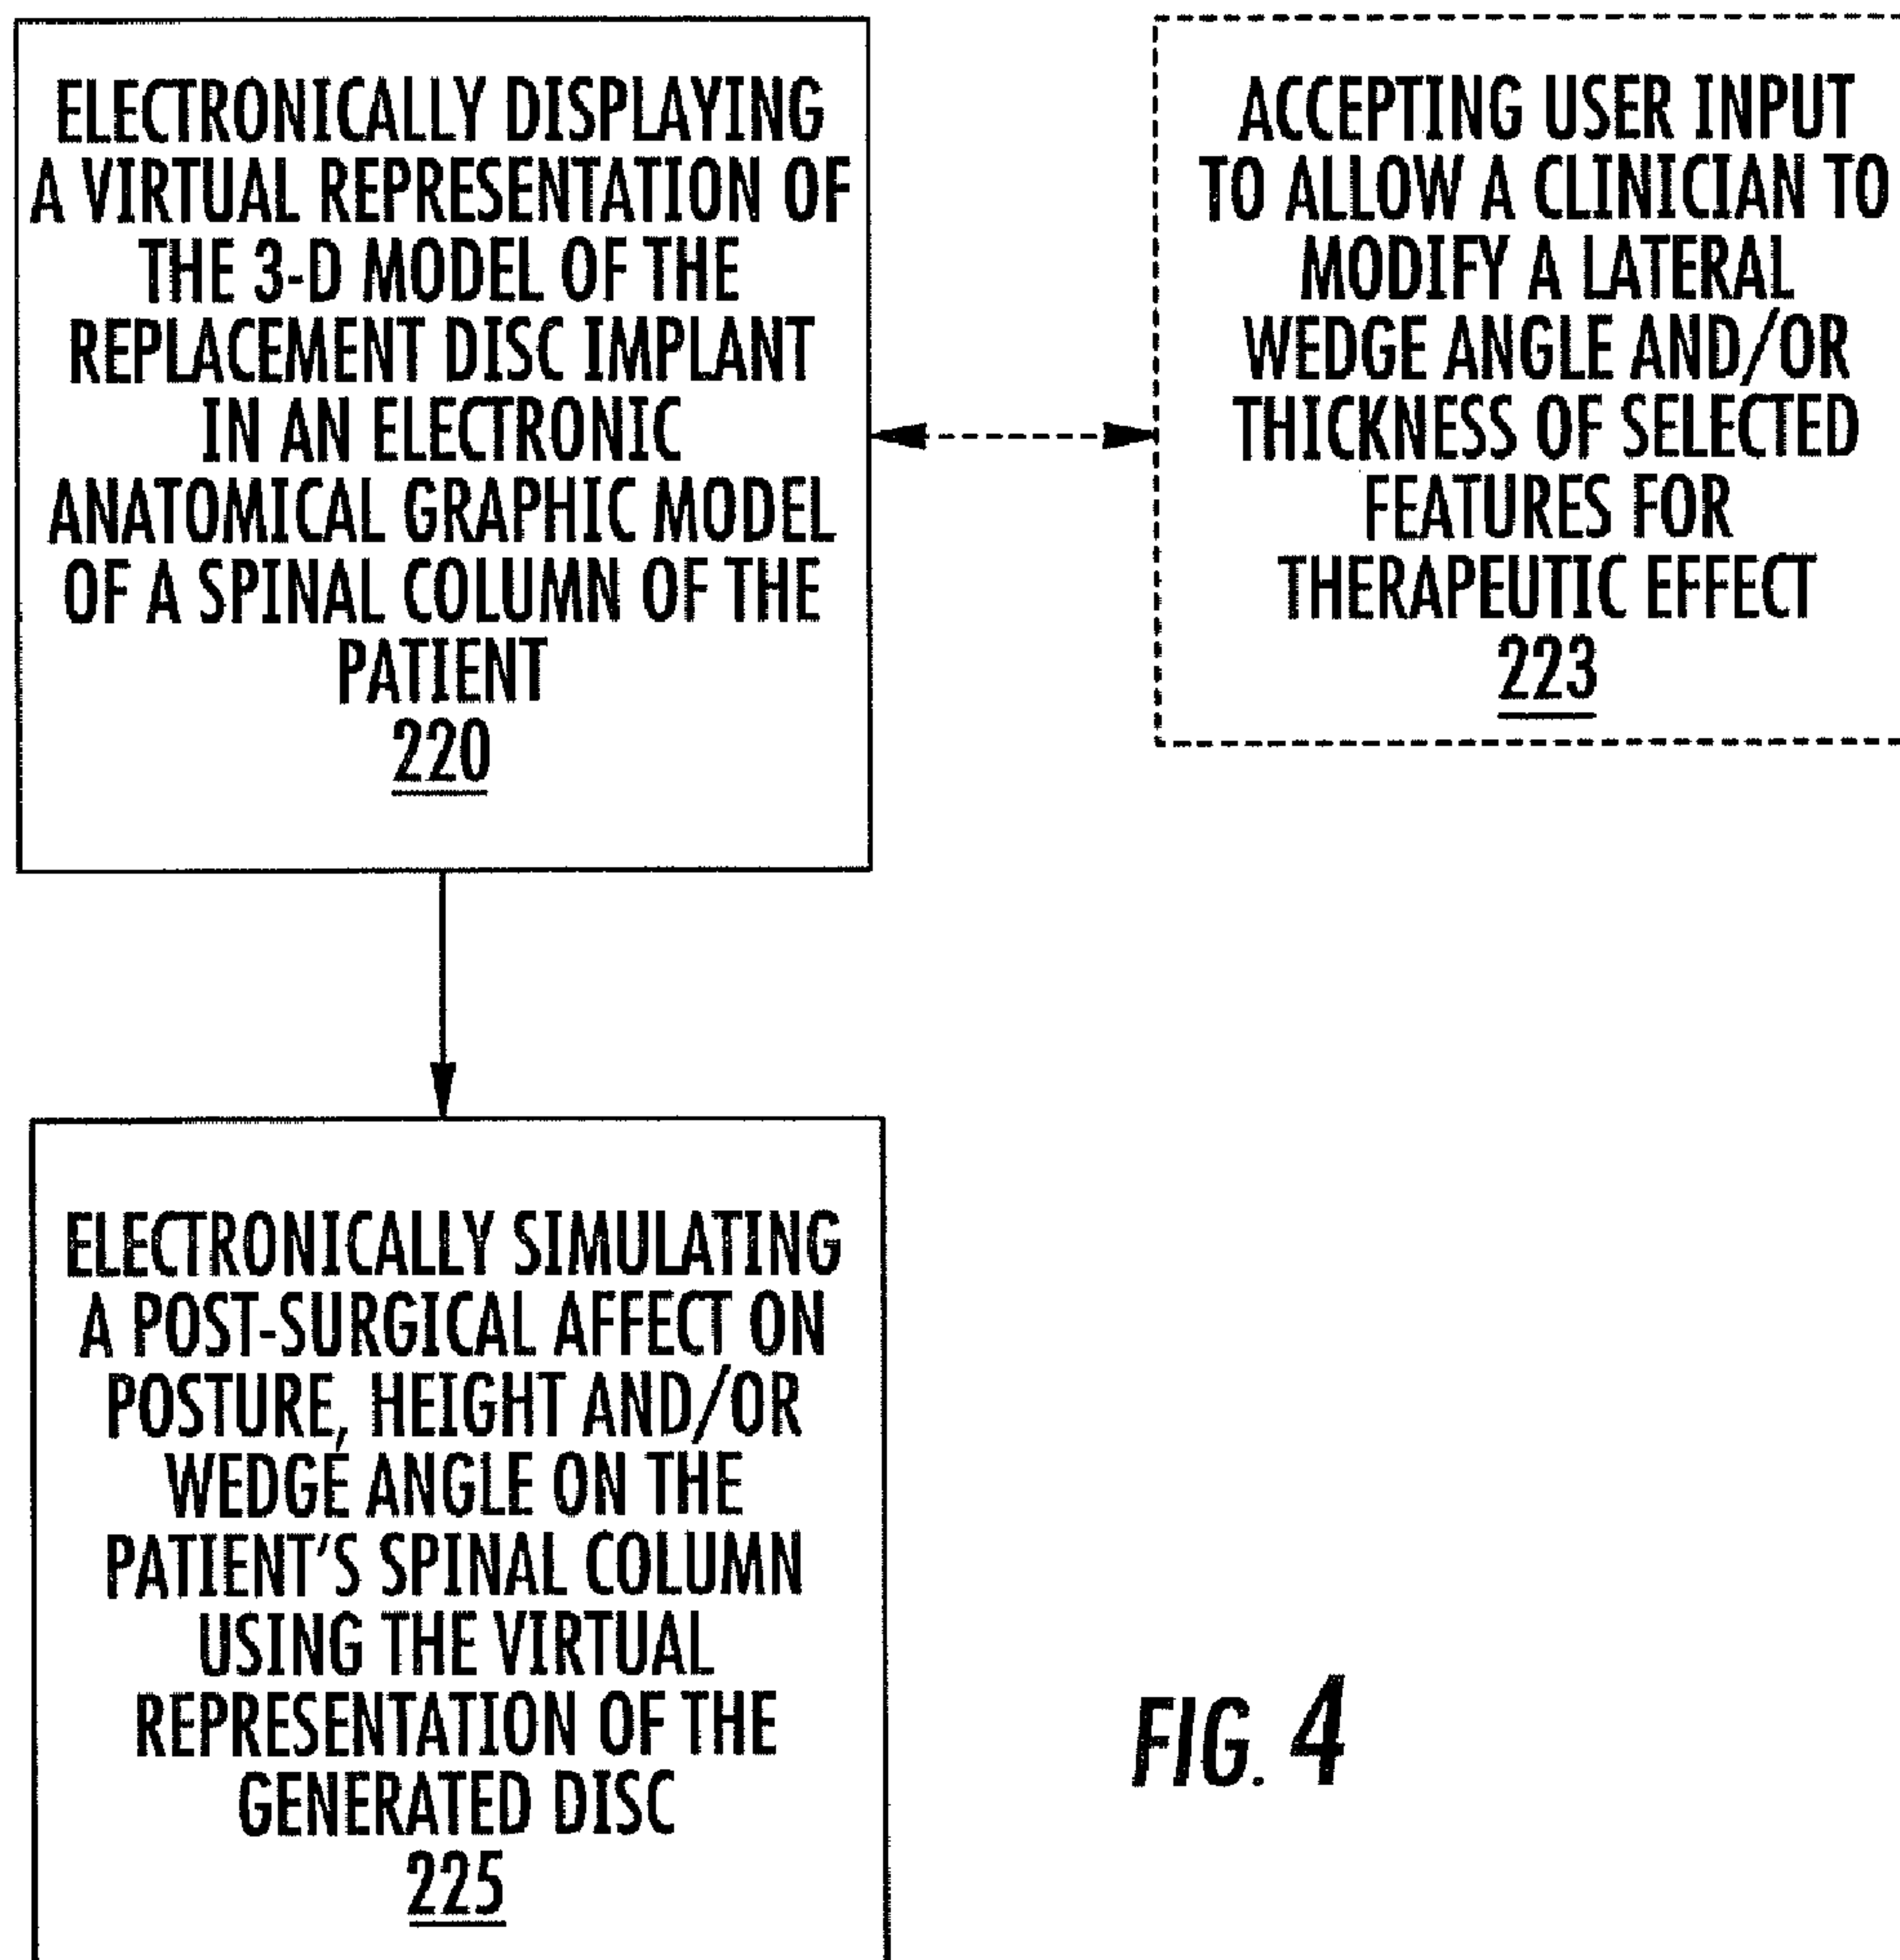 ELECTRONICALLY DISPLAYING
A VIRTUAL REPRESENTATION OF
THE 3-D MODEL OF THE
REPLACEMENT DISC IMPLANT
IN AN ELECTRONIC
ANATOMICAL GRAPHIC MODEL
OF A SPINAL COLUMN OF THE
PATIENT
220
ACCEPTING USER INPUT
TO ALLOW A CLINICIAN TO
MODIFY A LATERAL
WEDGE ANGLE AND/OR
THICKNESS OF SELECTED
FEATURES FOR
THERAPEUTIC EFFECT
223
ELECTRONICALLY SIMULATING
A POST-SURGICAL AFFECT ON
POSTURE, HEIGHT AND/OR
WEDGE ANGLE ON THE
PATIENT'S SPINAL COLUMN
USING THE VIRTUAL
REPRESENTATION OF THE
GENERATED DISC
225
FIG. 4